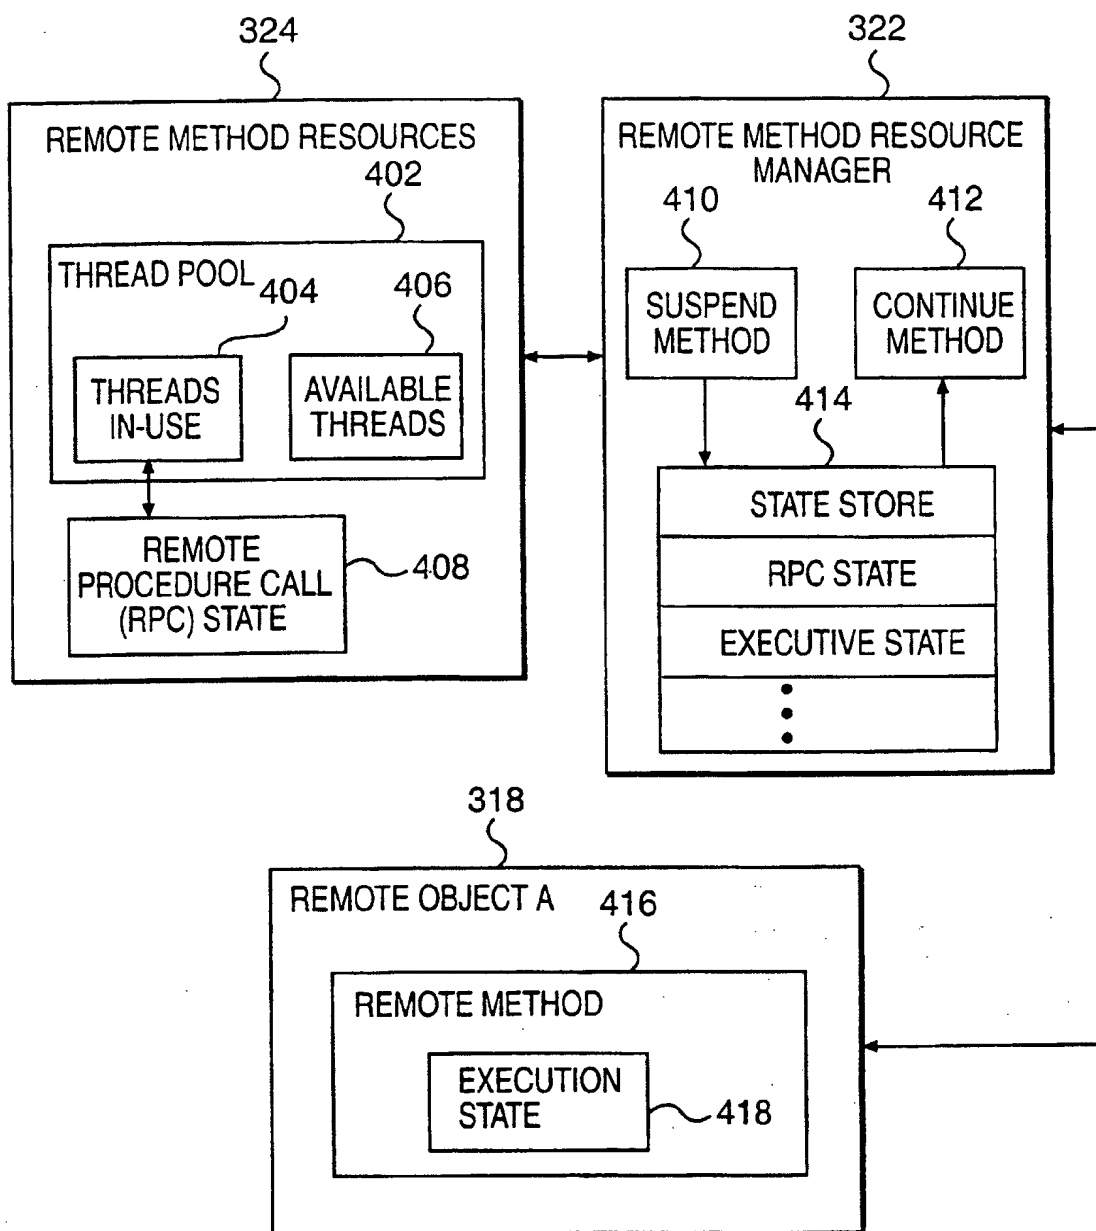 324
322
REMOTE METHOD RESOURCES
402
THREAD POOL
404
406
THREADS
IN-USE
AVAILABLE
THREADS
REMOTE
PROCEDURE CALL
(RPC) STATE
408
REMOTE METHOD RESOURCE
MANAGER
410
412
SUSPEND
METHOD
CONTINUE
METHOD
414
STATE STORE
RPC STATE
EXECUTIVE STATE
318
REMOTE OBJECT A
416
REMOTE METHOD
EXECUTION
STATE
418